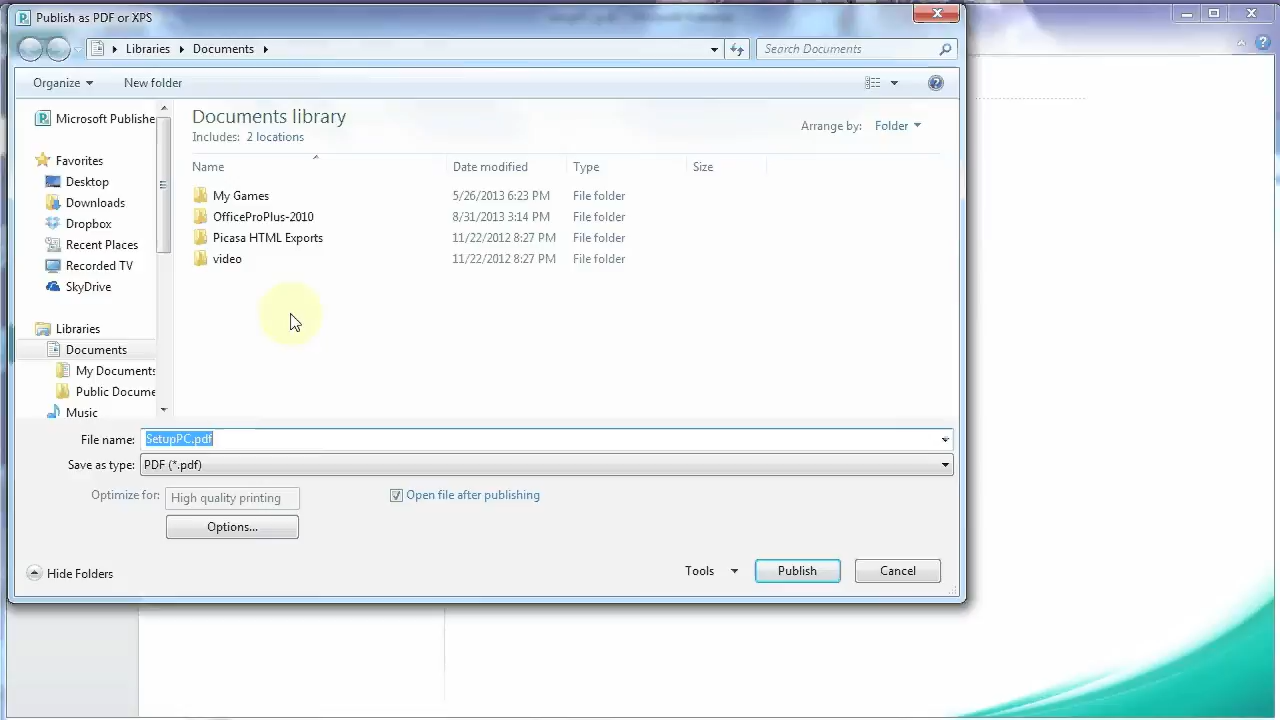 Publish as PDF or XPS
Libraries Documents
Search Documents
Organize New folder
Microsoft Publishe
Favorites
Desktop
Downloads
Dropbox
Recent Places
Recorded TV
SkyDrive
Libraries
Documents
My Documents
Public Docume
Music
Documents library
Includes: 2 locations
Arrange by: Folder
Name Date modified Type Size
My Games 5/26/2013 6:23 PM File folder
OfficeProPlus-2010 8/31/2013 3:14 PM File folder
Picasa HTML Exports 11/22/2012 8:27 PM File folder
video 11/22/2012 8:27 PM File folder
File name: SetupPC.pdf
Save as type: PDF (*.pdf)
Optimize for: High quality printing
Open file after publishing
Options...
Hide Folders
Tools Publish Cancel